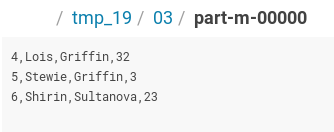 / tmp_19 / 03 / part-m-00000
4,Lois,Griffin,32
5,Stewie,Griffin,3
6,Shirin,Sultanova,23